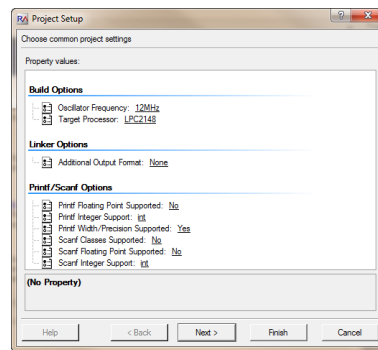 Project Setup
Choose common project settings
Property values:
Build Options
Oscillator Frequency: 12MHz
Target Processor: LPC2148
Linker Options
Additional Output Format: None
Printf/Scanf Options
Printf Floating Point Supported: No
Printf Integer Support: int
Printf Width/Precision Supported: Yes
Scanf Classes Supported: No
Scanf Floating Point Supported: No
Scanf Integer Support: int
(No Property)
Help < Back Next > Finish Cancel